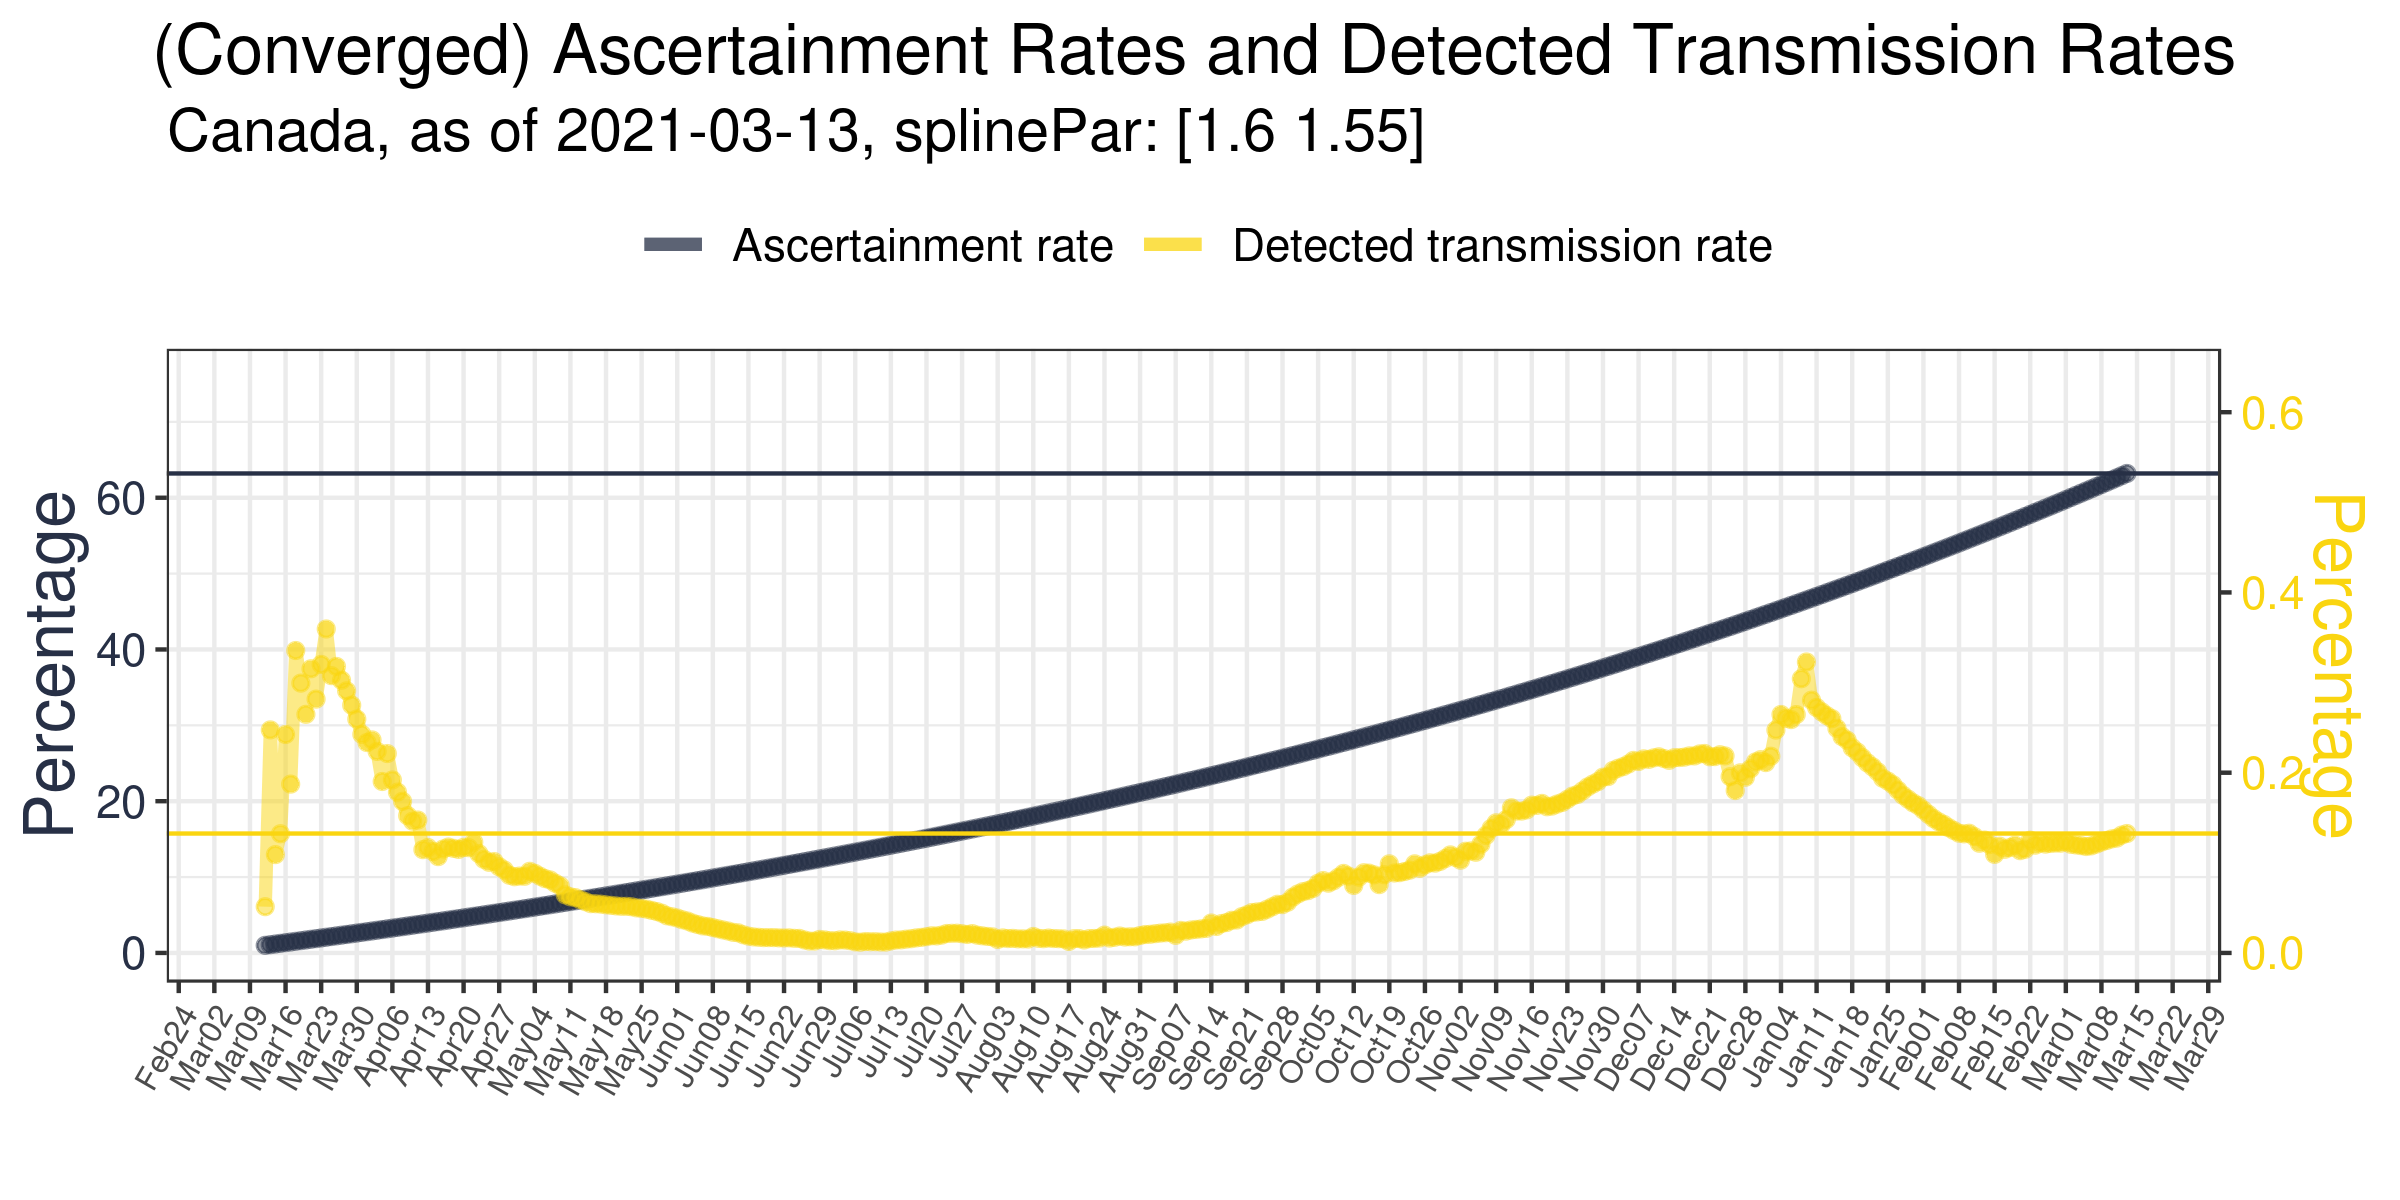 (Converged) Ascertainment Rates and Detected Transmission Rates
Canada, as of 2021-03-13, splinePar: [1.6 1.55]
Ascertainment rate Detected transmission rate
Percentage
60
40
20
0
0.6
0.4
0.2
0.0
Percentage
Feb24 Mar02 Mar09 Mar16 Mar23 Mar30 Apr06 Apr13 Apr20 Apr27 May04 May11 May18 May25 Jun01 Jun08 Jun15 Jun22 Jun29 Jul06 Jul13 Jul20 Jul27 Aug03 Aug10 Aug17 Aug24 Aug31 Sep07 Sep14 Sep21 Sep28 Oct05 Oct12 Oct19 Oct26 Nov02 Nov09 Nov16 Nov23 Nov30 Dec07 Dec14 Dec21 Dec28 Jan04 Jan11 Jan18 Jan25 Feb01 Feb08 Feb15 Feb22 Mar01 Mar08 Mar15 Mar22 Mar29